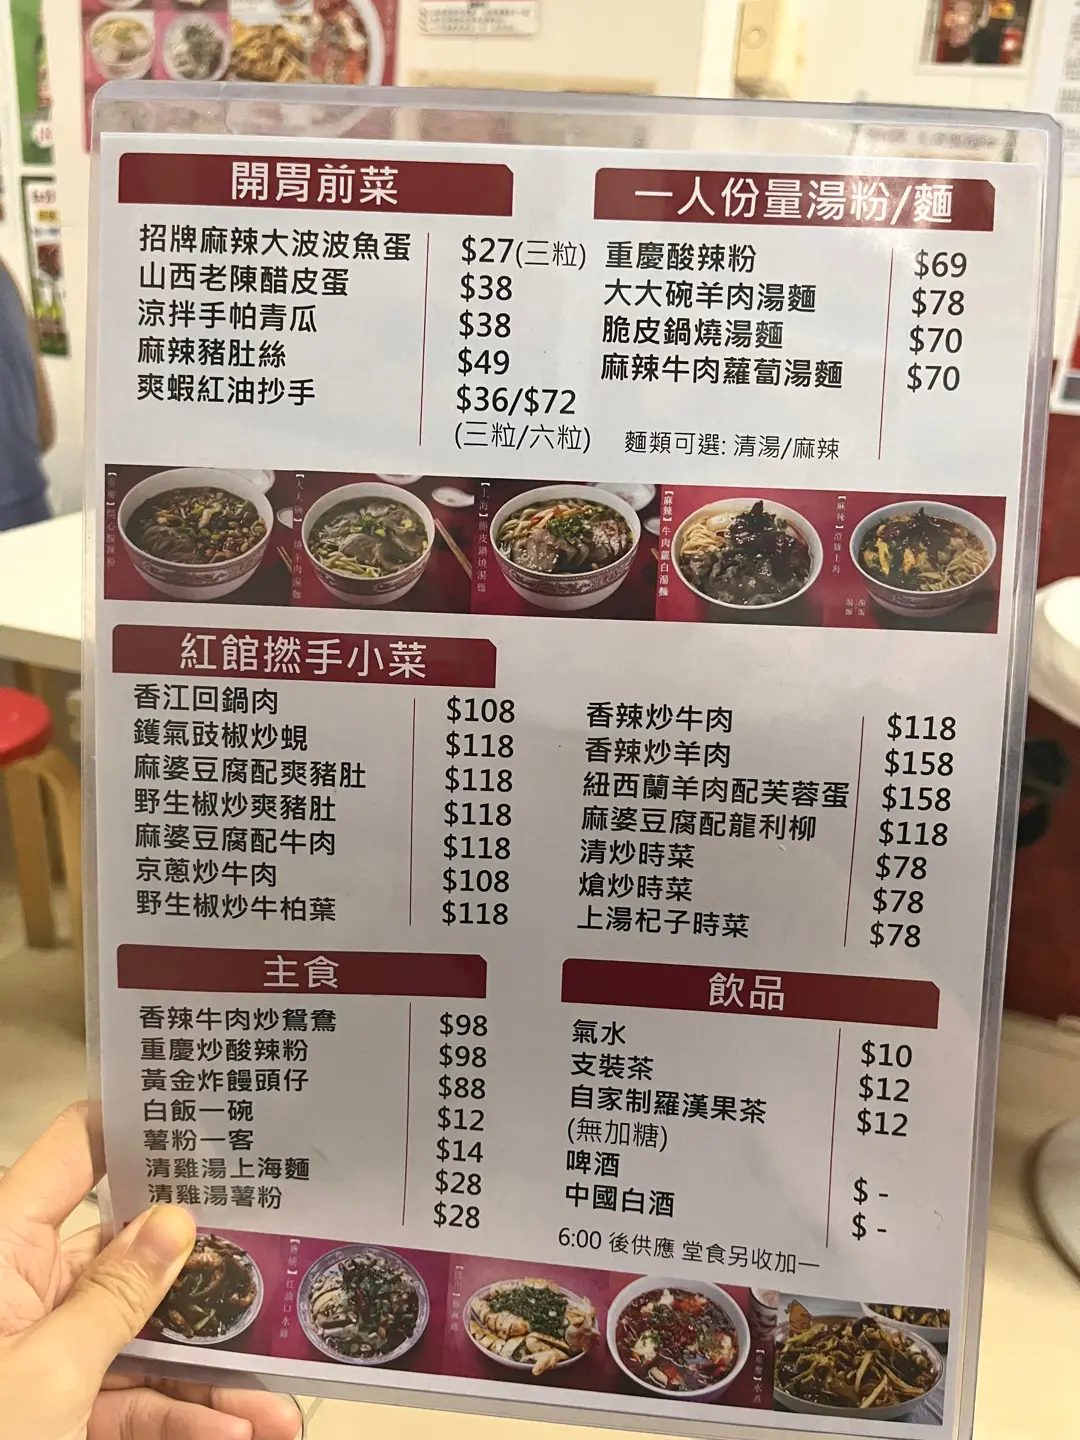 開胃前菜
招牌麻辣大波波魚蛋 $27(三粒)
山西老陳醋皮蛋 $38
涼拌手帕青瓜 $38
麻辣豬肚絲 $49
爽蝦紅油抄手 $36/$72
(三粒/六粒)
一人份量湯粉/麵
重慶酸辣粉 $69
大大碗羊肉湯麵 $78
脆皮鍋燒湯麵 $70
麻辣牛肉蘿蔔湯麵 $70
麵類可選: 清湯/麻辣
紅館撚手小菜
香江回鍋肉 $108
鑊氣豉椒炒蜆 $118
麻婆豆腐配爽豬肚 $118
野生椒炒爽豬肚 $118
麻婆豆腐配牛肉 $118
京蔥炒牛肉 $108
野生椒炒牛柏葉 $118
香辣炒牛肉 $118
香辣炒羊肉 $158
紐西蘭羊肉配芙蓉蛋 $158
麻婆豆腐配龍利柳 $118
清炒時菜 $78
熗炒時菜 $78
上湯杞子時菜 $78
主食
香辣牛肉炒鴛鴦 $98
重慶炒酸辣粉 $98
黃金炸饅頭仔 $88
白飯一碗 $12
薯粉一客 $14
清雞湯上海麵 $28
清雞湯薯粉 $28
飲品
氣水 $10
支裝茶 $12
自家制羅漢果茶 $12
(無加糖)
啤酒 $ -
中國白酒 $ -
6:00 後供應 堂食另收加一